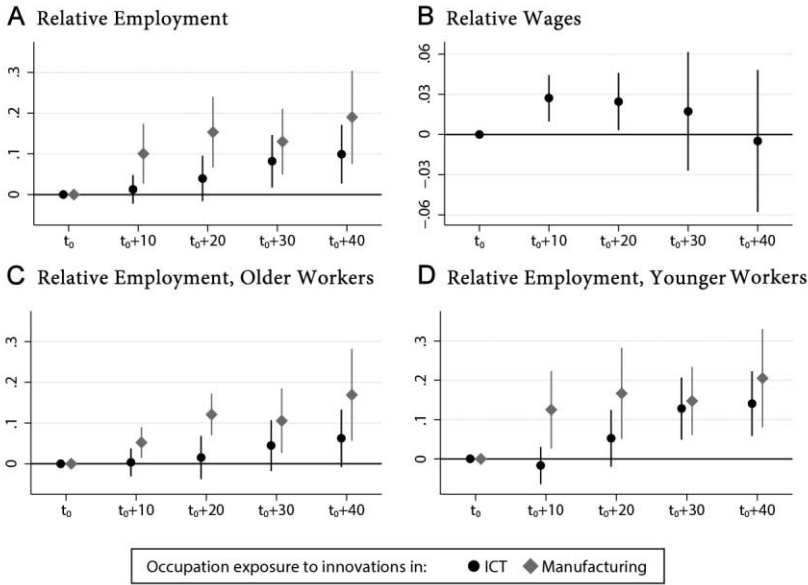 A Relative Employment
.3
.2
.1
0
t₀ t₀+10 t₀+20 t₀+30 t₀+40
B Relative Wages
.06
.03
0
-.03
-.06
t₀ t₀+10 t₀+20 t₀+30 t₀+40
C Relative Employment, Older Workers
.3
.2
.1
0
t₀ t₀+10 t₀+20 t₀+30 t₀+40
D Relative Employment, Younger Workers
.3
.2
.1
0
t₀ t₀+10 t₀+20 t₀+30 t₀+40
Occupation exposure to innovations in: ICT Manufacturing